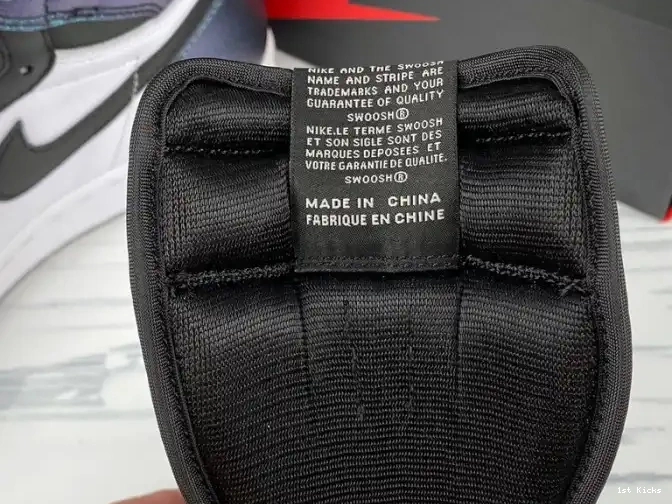 NIKE AND THE SWOOSH
NAME AND STRIPE ARE
TRADEMARKS AND YOUR
GUARANTEE OF QUALITY
SWOOSH®
NIKE.LE TERME SWOOSH
ET SON SIGLE SONT DES
MARQUES DEPOSEES ET
VOTRE GARANTIE DE QUALITE.
SWOOSH®
MADE IN CHINA
FABRIQUE EN CHINE
1st Kicks